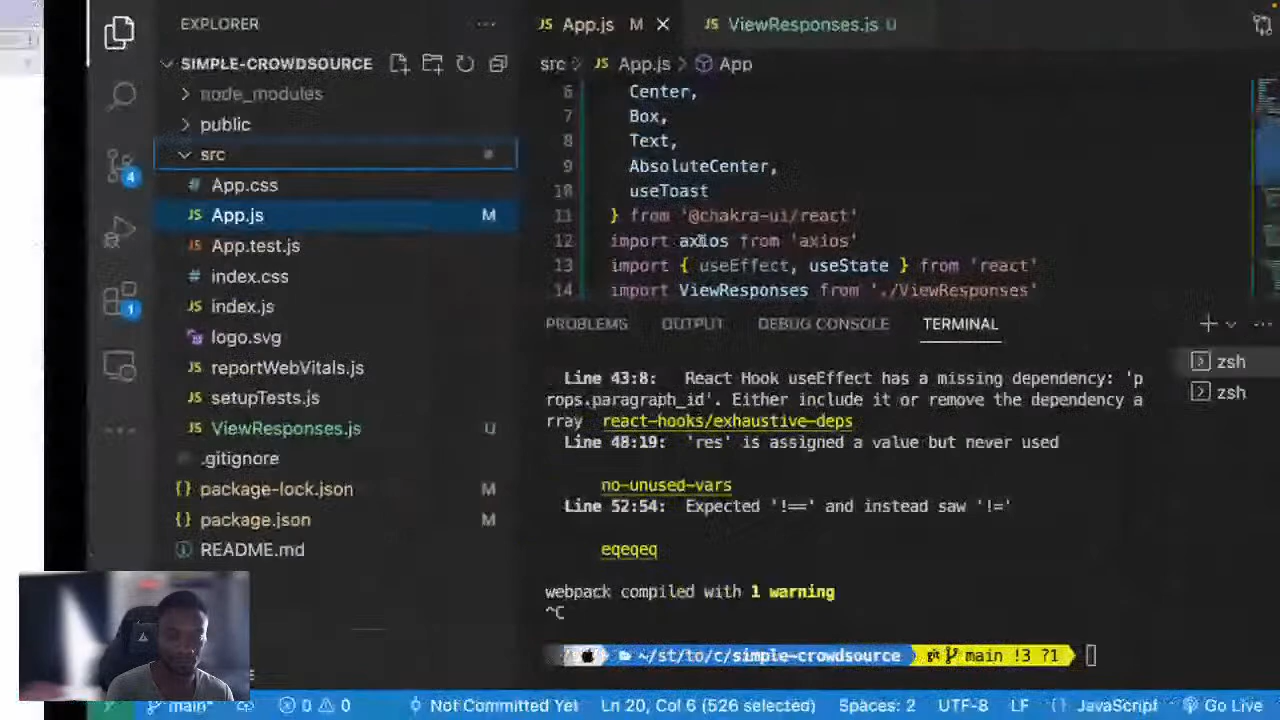 EXPLORER
SIMPLE-CROWDSOURCE
node_modules
public
src
App.css
App.js M
App.test.js
index.css
index.js
logo.svg
reportWebVitals.js
setupTests.js
ViewResponses.js U
.gitignore
package-lock.json M
package.json M
README.md
4
1
JS App.js M
JS ViewResponses.js U
src > JS App.js > App
6 Center,
7 Box,
8 Text,
9 AbsoluteCenter,
10 useToast
11 } from '@chakra-ui/react'
12 import axios from 'axios'
13 import { useEffect, useState } from 'react'
14 import ViewResponses from './ViewResponses'
PROBLEMS OUTPUT DEBUG CONSOLE TERMINAL
zsh
zsh
Line 43:8: React Hook useEffect has a missing dependency: 'p
rops.paragraph_id'. Either include it or remove the dependency a
rray react-hooks/exhaustive-deps
Line 48:19: 'res' is assigned a value but never used
no-unused-vars
Line 52:54: Expected '!==' and instead saw '!='
eqeqeq
webpack compiled with 1 warning
^C
~/st/to/c/simple-crowdsource main !3 ?1
main* 0 0 Not Committed Yet Ln 20, Col 6 (526 selected) Spaces: 2 UTF-8 LF {} JavaScript Go Live